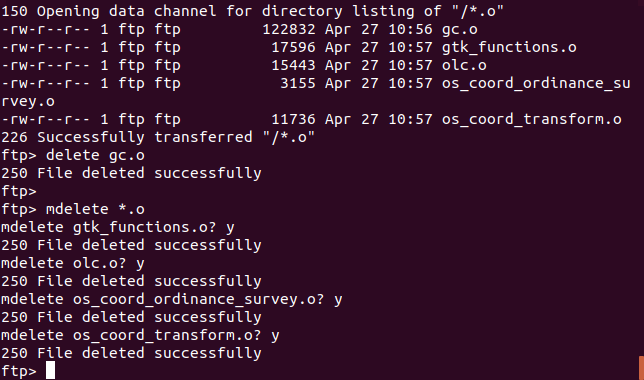 150 Opening data channel for directory listing of "/*.o"
-rw-r--r-- 1 ftp ftp         122832 Apr 27 10:56 gc.o
-rw-r--r-- 1 ftp ftp          17596 Apr 27 10:57 gtk_functions.o
-rw-r--r-- 1 ftp ftp          15443 Apr 27 10:57 olc.o
-rw-r--r-- 1 ftp ftp           3155 Apr 27 10:57 os_coord_ordinance_su
rvey.o
-rw-r--r-- 1 ftp ftp          11736 Apr 27 10:57 os_coord_transform.o
226 Successfully transferred "/*.o"
ftp> delete gc.o
250 File deleted successfully
ftp>
ftp> mdelete *.o
mdelete gtk_functions.o? y
250 File deleted successfully
mdelete olc.o? y
250 File deleted successfully
mdelete os_coord_ordinance_survey.o? y
250 File deleted successfully
mdelete os_coord_transform.o? y
250 File deleted successfully
ftp>